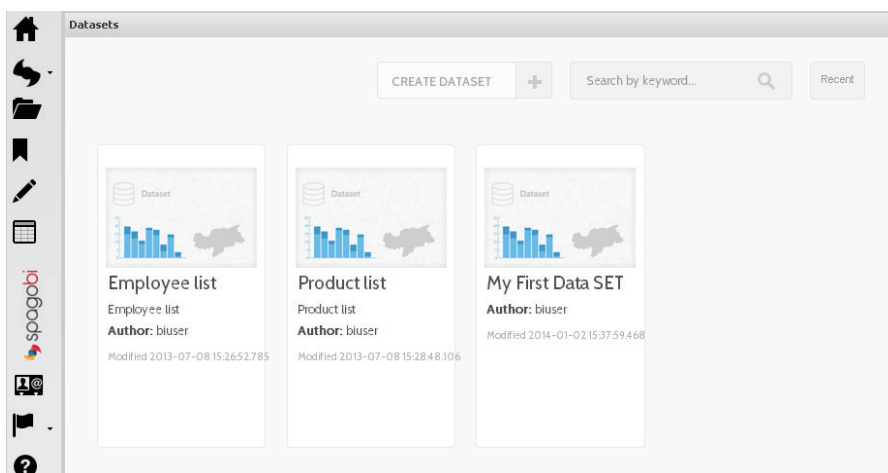 Datasets
CREATE DATASET
Search by keyword...
Recent
Dataset
Dataset
Dataset
Employee list
Employee list
Author: biuser
Modified 2013-07-08 15:26:52.785
Product list
Product list
Author: biuser
Modified 2013-07-08 15:28:48.106
My First Data SET
Author: biuser
Modified 2014-01-02 15:37:59.468
spagobi